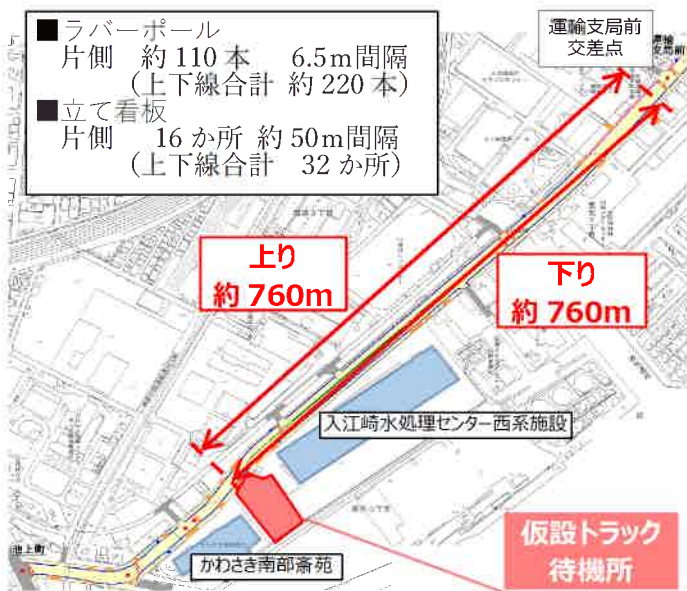 ■ラバーポール
片側 約110本 6.5m間隔
(上下線合計 約220本)
■立て看板
片側 16か所 約50m間隔
(上下線合計 32か所)
運輸支局前
交差点
運輸
支局前
上り
約760m
下り
約760m
入江崎水処理センター西系施設
池上町
かわさき南部斎苑
仮設トラック
待機所